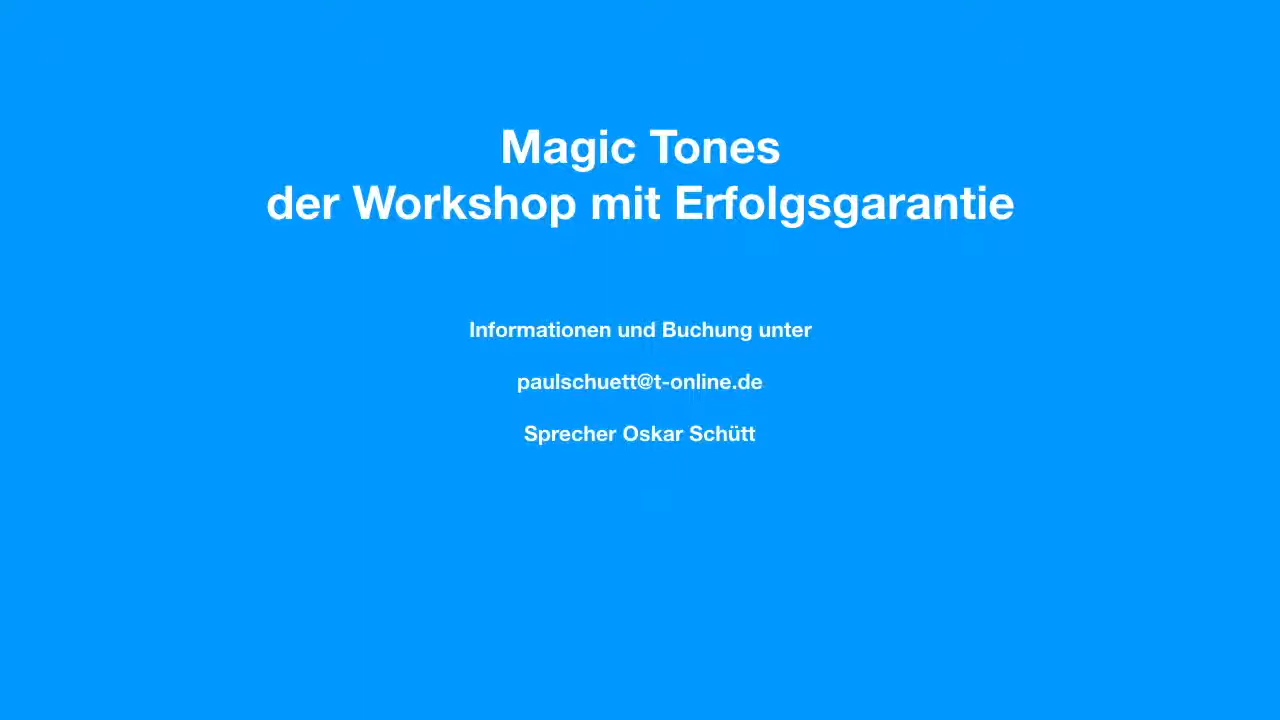 Magic Tones
der Workshop mit Erfolgsgarantie
Informationen und Buchung unter
paulschuett@t-online.de
Sprecher Oskar Schütt